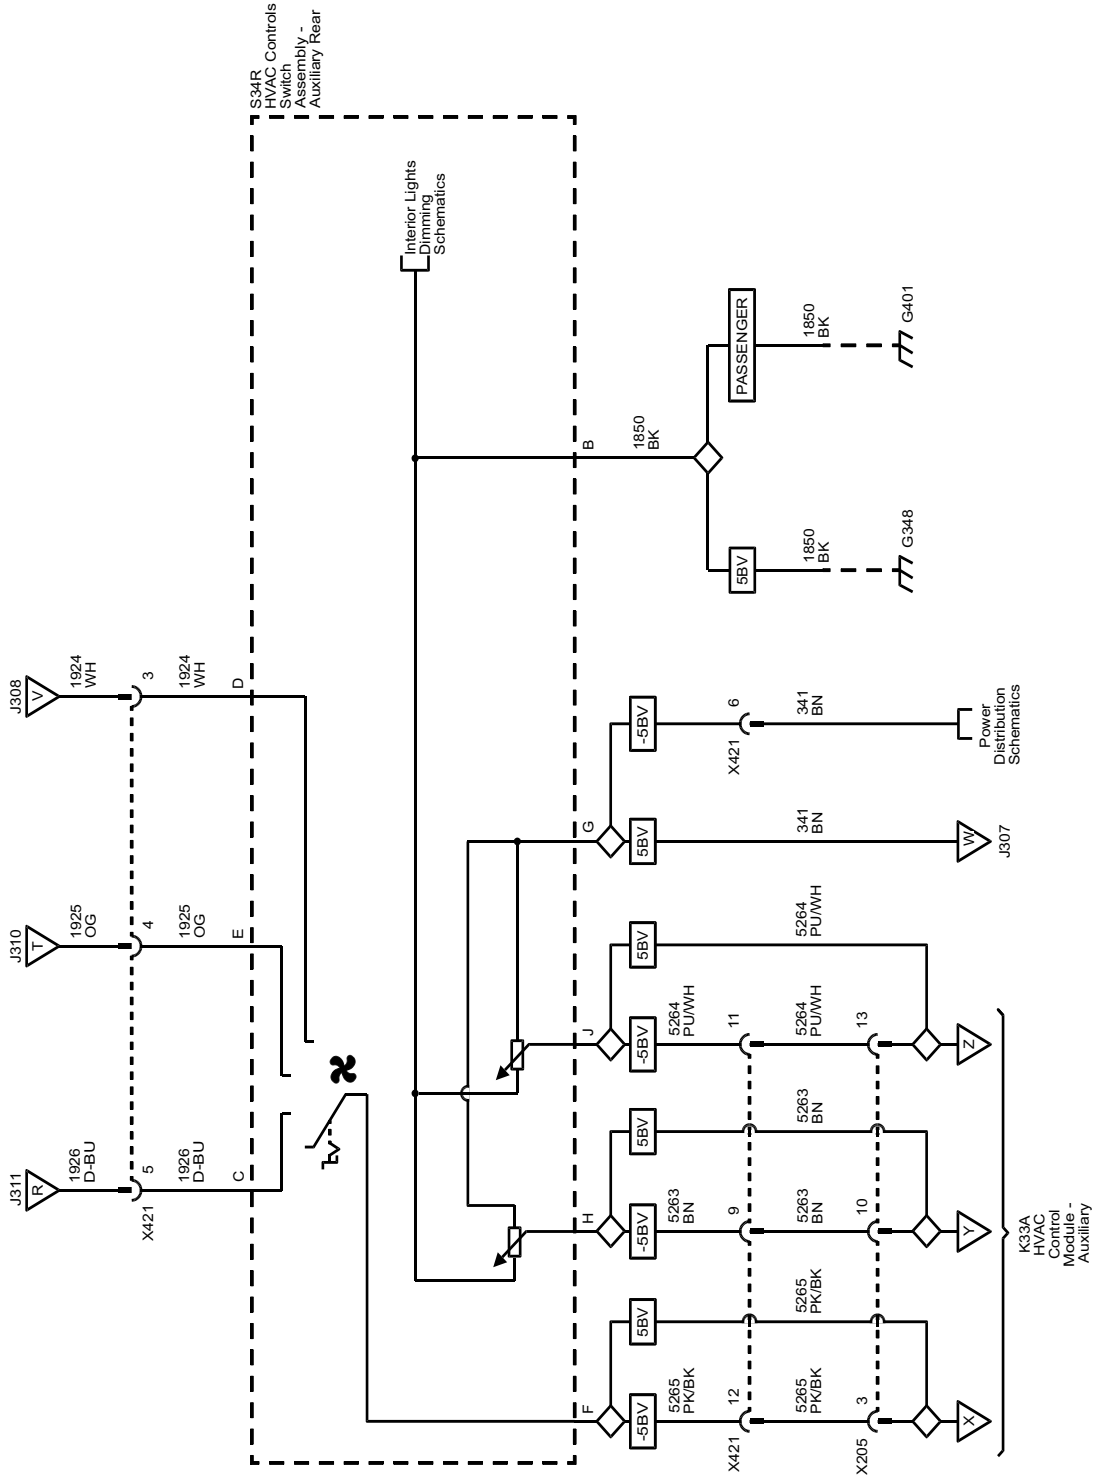 J311
R
1926
D-BU
5
X421
1926
D-BU
C
J310
T
1925
OG
4
1925
OG
E
J308
V
1924
WH
3
1924
WH
D
S34R
HVAC Controls
Switch
Assembly -
Auxiliary Rear
Interior Lights
Dimming
Schematics
F
-5BV
5BV
5265
PK/BK
X421
12
5265
PK/BK
5265
PK/BK
X205
3
X
H
-5BV
5BV
5263
BN
9
5263
BN
5263
BN
10
Y
J
-5BV
5BV
5264
PU/WH
11
5264
PU/WH
5264
PU/WH
13
Z
K33A
HVAC
Control
Module -
Auxiliary
G
5BV
-5BV
341
BN
W
J307
X421
6
341
BN
Power
Distribution
Schematics
B
1850
BK
5BV
1850
BK
G348
PASSENGER
1850
BK
G401